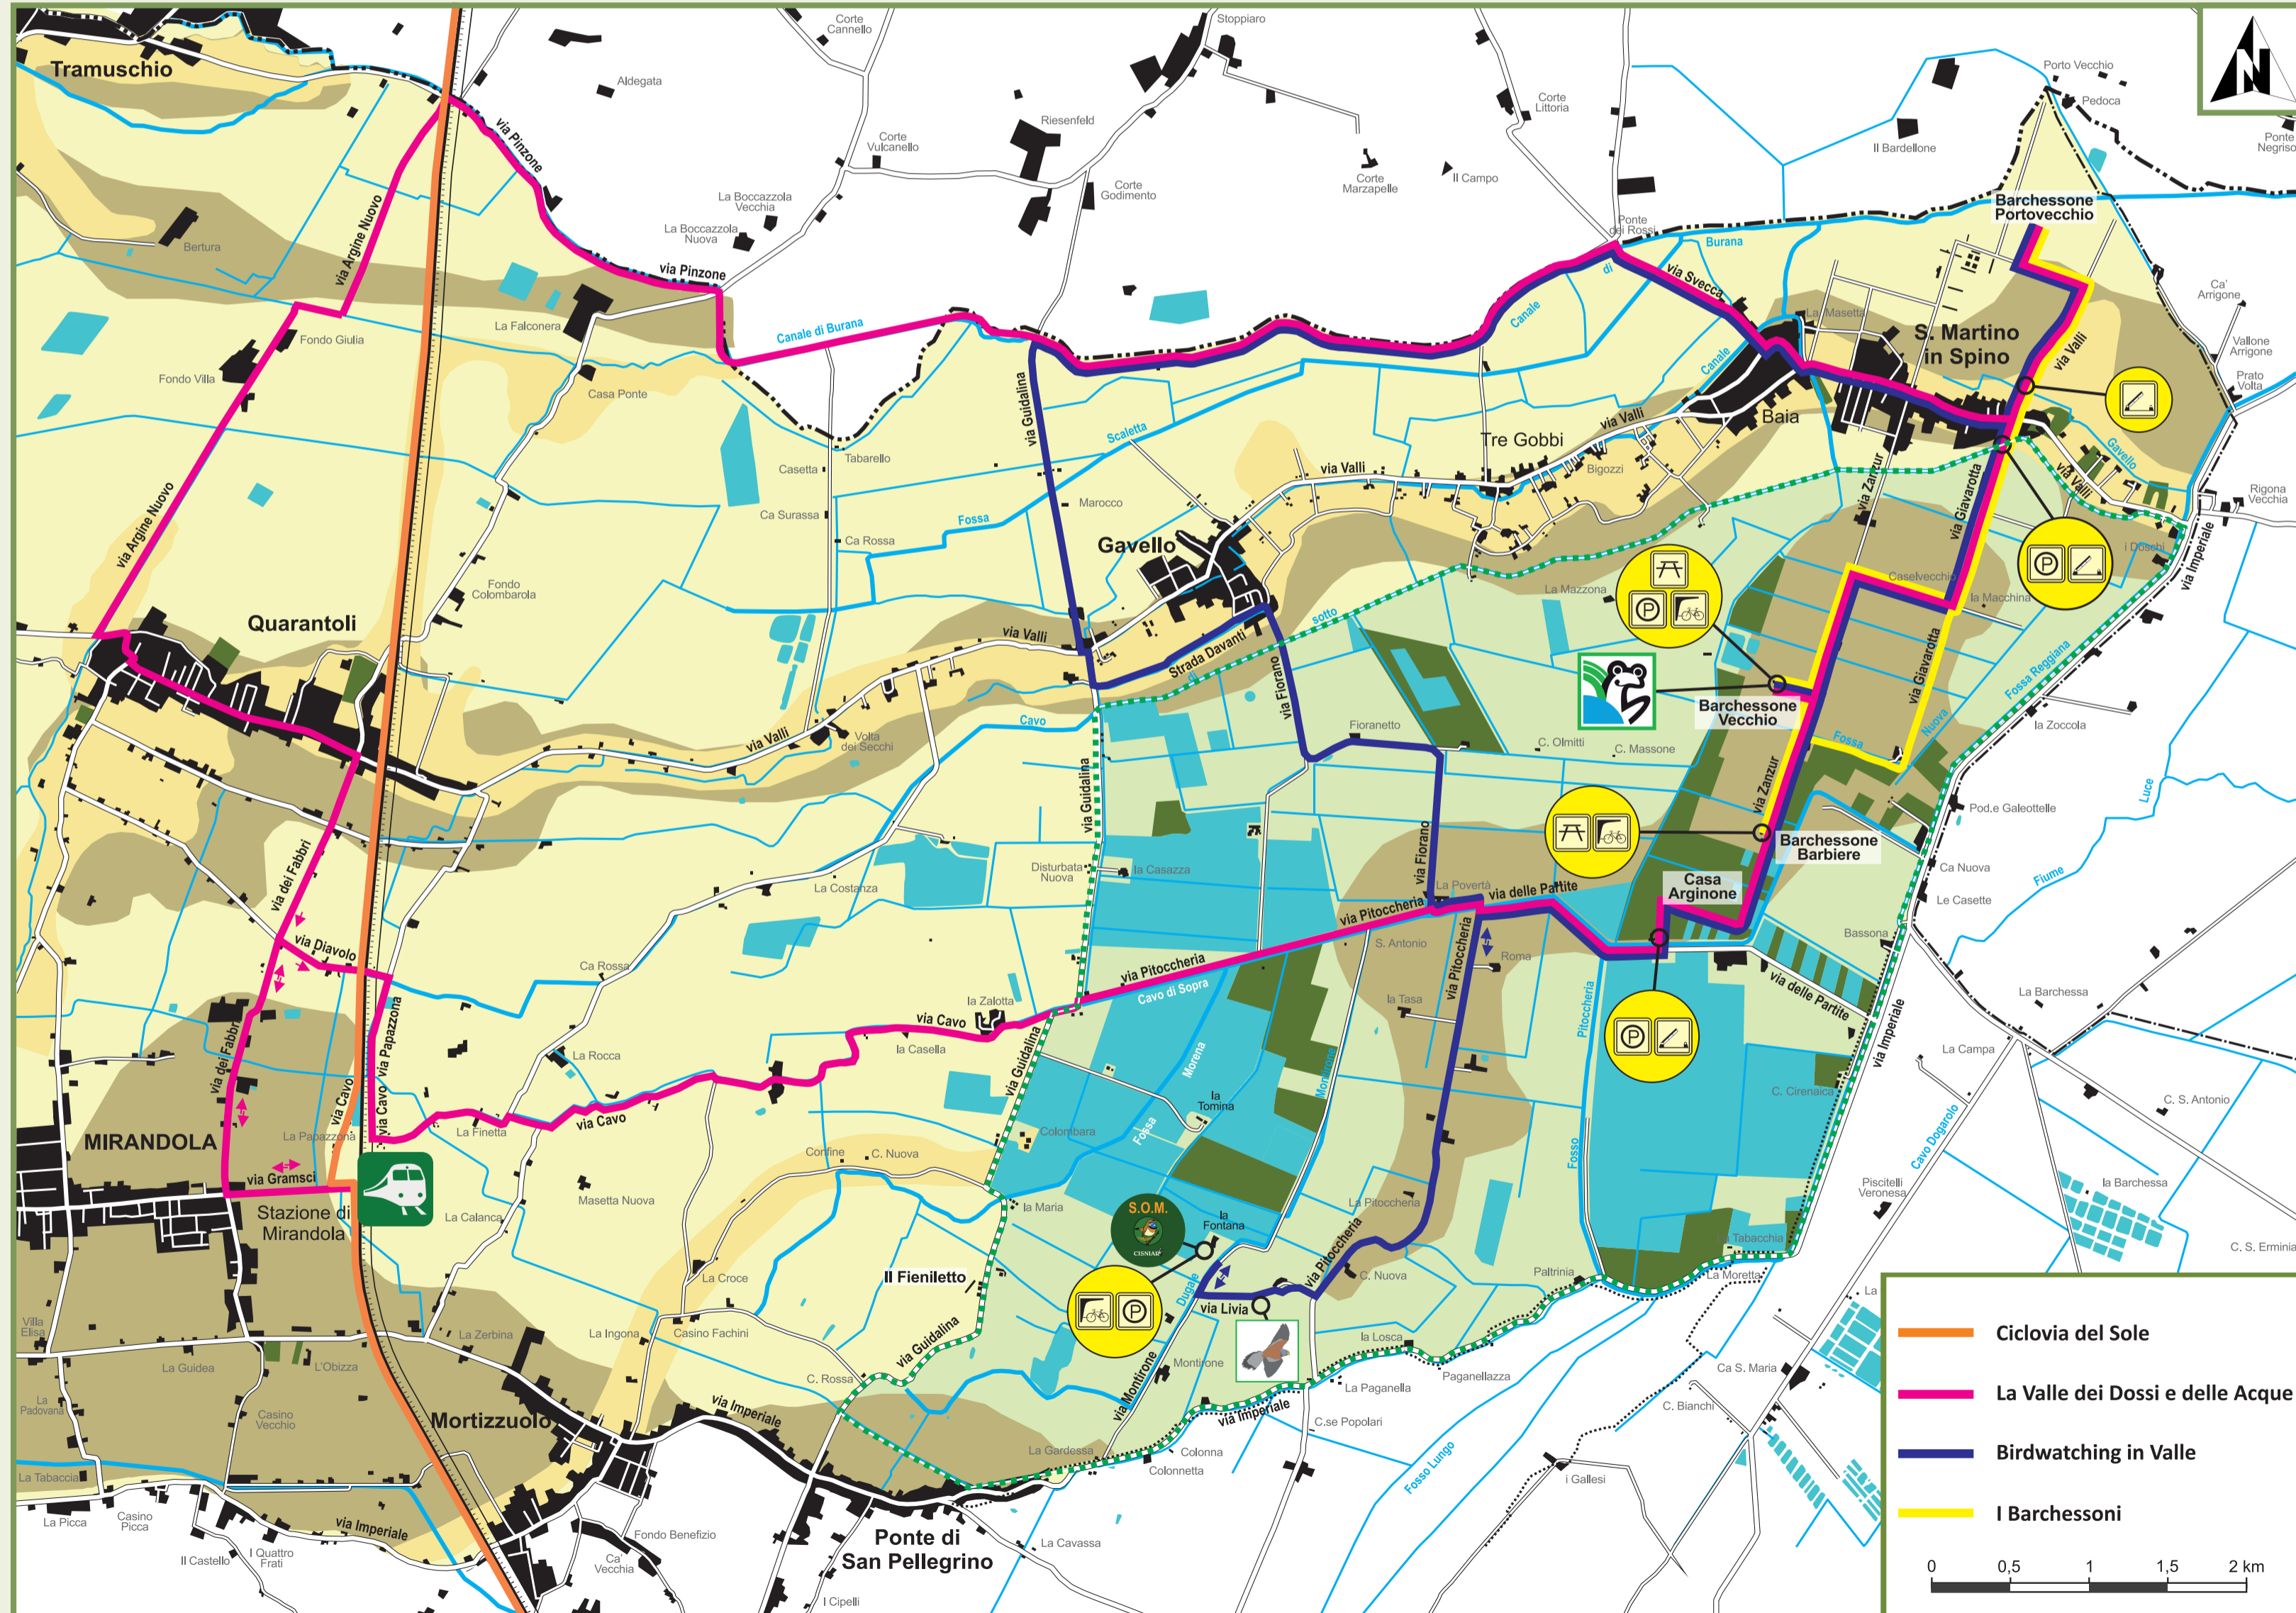 Tramuschio
Corte
Cannello
Stoppiaro
Aldegata
Riesenfeld
Corte
Vulcanello
Corte
Godimento
Corte
Littoria
Corte
Marzapelle
Il Campo
Porto Vecchio
Pedoca
Il Bardellone
Ponte
N
via Pinzone
La Boccazzola
Vecchia
La Boccazzola
Nuova
via Pinzone
Bertura
via Argine Nuovo
La Falconera
Fondo Giulia
Fondo Villa
Casa Ponte
Canale di Burana
Ponte
dei Rossi
Burana
di
Canale
via Svecca
Barchessone
Portovecchio
Ca'
Arrigone
Vallone
Arrigone
Prato
Volta
La Masetta
S. Martino
in Spino
via Valli
Canale
Baia
via Guidalina
Scaletta
Casetta
Tabarello
Ca Surassa
Ca Rossa
Fossa
Marocco
Gavello
via Valli
Tre Gobbi
via Valli
Bigozzi
via Zanzur
via Giavarotta
Gavello
via Valli
Rigona
Vecchia
i Doschi
via Imperiale
via Argine Nuovo
Quarantoli
Fondo
Colombarola
via Valli
Strada Davanti
di
sotto
via Fiorano
La Mazzona
P
P
Caselvecchio
la Macchina
via Giavarotta
Fossa Reggiana
Barchessone
Vecchio
Fossa
Nuova
la Zoccola
via Valli
Volta
dei Secchi
Cavo
Fioranetto
C. Olmitti
C. Massone
via Zanzur
Pod.e Galeottelle
Luce
via Guidalina
Barchessone
Barbiere
Ca Nuova
Fiume
Le Casette
Disturbata
Nuova
la Casazza
La Costanza
via Fiorano
La Povertà
via delle Partite
Casa
Arginone
via dei Fabbri
via Diavolo
Ca Rossa
via Pitoccheria
via Pitoccheria
Cavo di Sopra
S. Antonio
via Pitoccheria
Roma
Bassona
via delle Partite
La Barchessa
via Papazzona
via dei Fabbri
la Zalotta
via Cavo
la Casella
La Rocca
la Tasa
Pitoccheria
P
via Imperiale
La Campa
C. Cirenaica
C. S. Antonio
via Cavo
via Cavo
MIRANDOLA
La Papazzona
La Finetta
via Cavo
via Guidalina
Morena
Fossa
la
Tomina
Colombara
Montirone
Fosso
Cavo Dogarolo
Piscitelli
Veronesa
la Barchessa
C. S. Erminia
via Gramsci
Stazione di
Mirandola
La Calanca
Masetta Nuova
Confine
C. Nuova
la Maria
S.O.M.
CISNIAR
la
Fontana
La Pitoccheria
La Croce
Il Fieniletto
P
Dugale
via Livia
via Pitoccheria
C. Nuova
Paltrinia
La Moretta
La Tabacchia
Villa
Elisa
La Guidea
L'Obizza
La Zerbina
La Ingona
Casino Fachini
via Guidalina
C. Rossa
via Montirone
Montirone
la Losca
La Paganella
Paganellazza
Ca S. Maria
La
Padovana
Casino
Vecchio
Mortizzuolo
via Imperiale
via Imperiale
C.se Popolari
C. Bianchi
La Gardessa
Colonna
Colonnetta
Fosso Lungo
i Gallesi
La Tabaccia
La Picca
Casino
Picca
via Imperiale
Il Castello
I Quattro
Frati
Fondo Benefizio
Ca'
Vecchia
Ponte di
San Pellegrino
La Cavassa
I Cipelli
La
Ciclovia del Sole
La Valle dei Dossi e delle Acque
Birdwatching in Valle
I Barchessoni
0 0,5 1 1,5 2 km